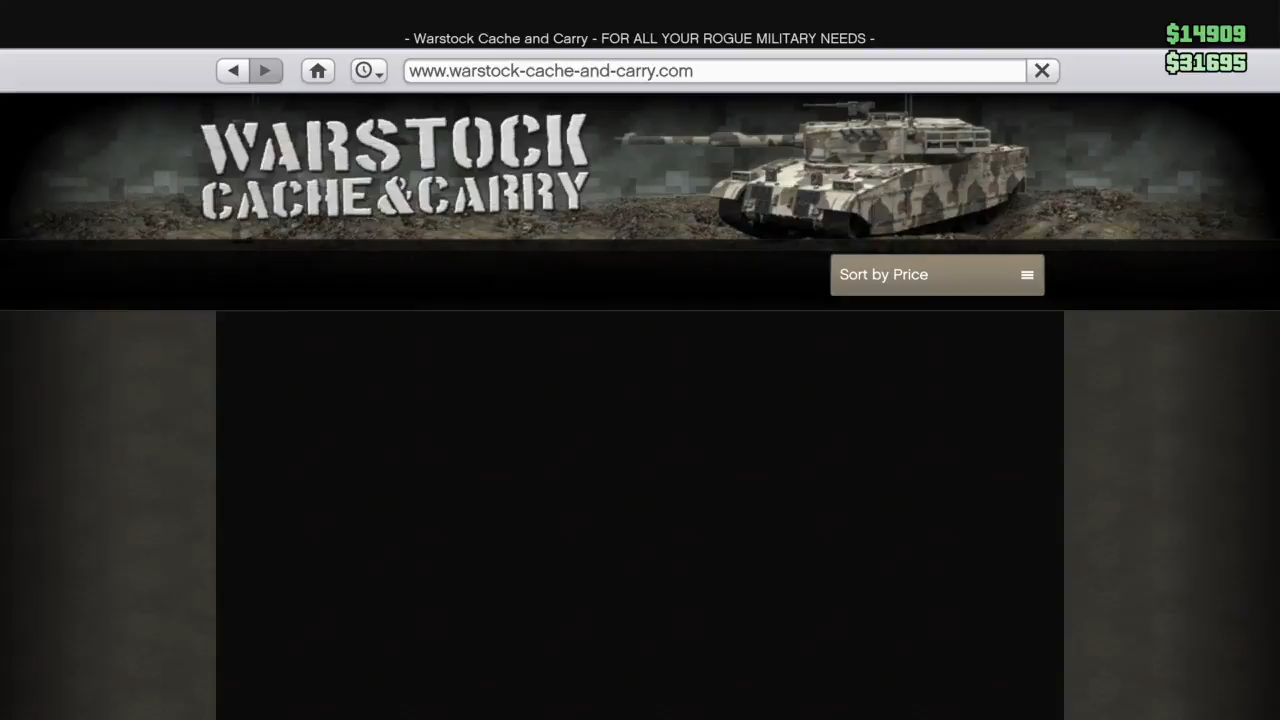 - Warstock Cache and Carry - FOR ALL YOUR ROGUE MILITARY NEEDS -
$14909
$31695
www.warstock-cache-and-carry.com
WARSTOCK
CACHE&CARRY
Sort by Price